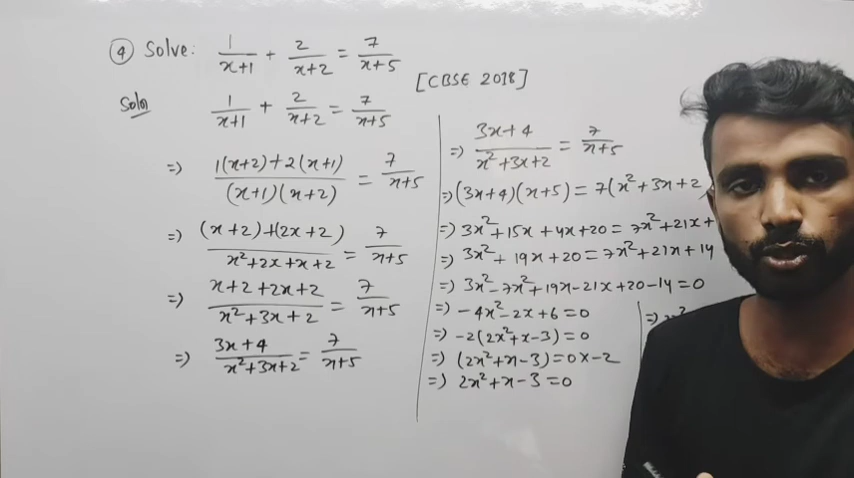 ④ Solve: 1/(x+1) + 2/(x+2) = 7/(x+5)
[CBSE 2018]
Soln 1/(x+1) + 2/(x+2) = 7/(x+5)
=) (1(x+2)+2(x+1))/((x+1)(x+2)) = 7/(x+5)
=) ((x+2)+(2x+2))/(x²+2x+x+2) = 7/(x+5)
=) (x+2+2x+2)/(x²+3x+2) = 7/(x+5)
=) (3x+4)/(x²+3x+2) = 7/(x+5)
=) (3x+4)/(x²+3x+2) = 7/(x+5)
=) (3x+4)(x+5) = 7(x²+3x+2
=) 3x²+15x+4x+20 = 7x²+21x+
=) 3x²+19x+20 = 7x²+21x+14
=) 3x²-7x²+19x-21x+20-14=0
=) -4x²-2x+6=0
=) -2(2x²+x-3)=0
=) (2x²+x-3)=0x-2
=) 2x²+x-3=0
=)